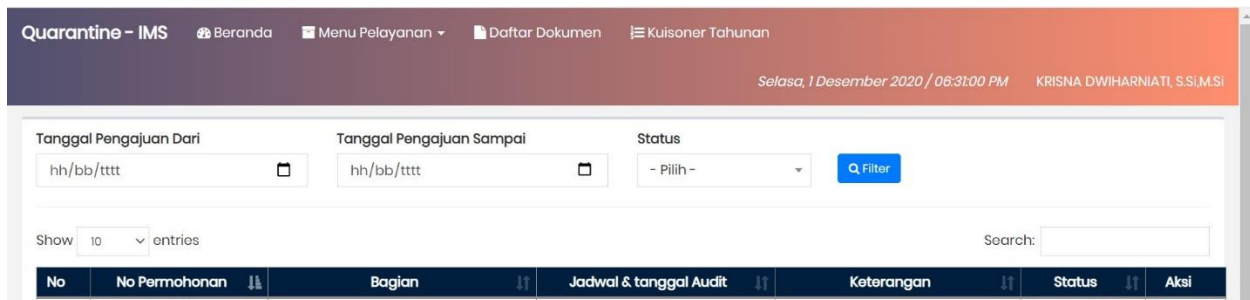 Quarantine - IMS Beranda Menu Pelayanan Daftar Dokumen Kuisoner Tahunan
Selasa, 1 Desember 2020 / 06:31:00 PM KRISNA DWIHARNIATI, S.Si,M.Si
Tanggal Pengajuan Dari Tanggal Pengajuan Sampai Status
hh/bb/tttt hh/bb/tttt - Pilih - Filter
Show 10 entries Search:
No No Permohonan Bagian Jadwal & tanggal Audit Keterangan Status Aksi